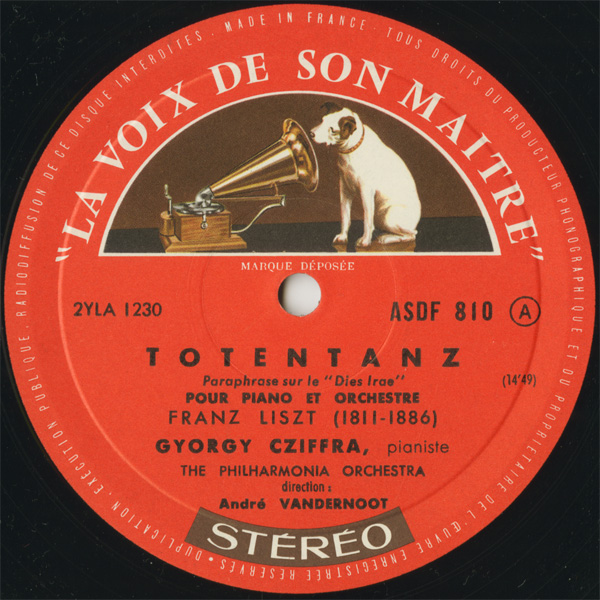 DUPLICATION · EXÉCUTION PUBLIQUE · RADIODIFFUSION DE CE DISQUE INTERDITES · MADE IN FRANCE · TOUS DROITS DU PRODUCTEUR PHONOGRAPHIQUE ET DU PROPRIETAIRE DE L'ŒUVRE ENREGISTRÉE RESERVÉS ·
"LA VOIX DE SON MAITRE"
MARQUE DÉPOSÉE
2YLA 1230
ASDF 810 A
TOTENTANZ
Paraphrase sur le "Dies Irae"
(14'49)
POUR PIANO ET ORCHESTRE
FRANZ LISZT (1811-1886)
GYORGY CZIFFRA, pianiste
THE PHILHARMONIA ORCHESTRA
direction :
André VANDERNOOT
STÉRÉO